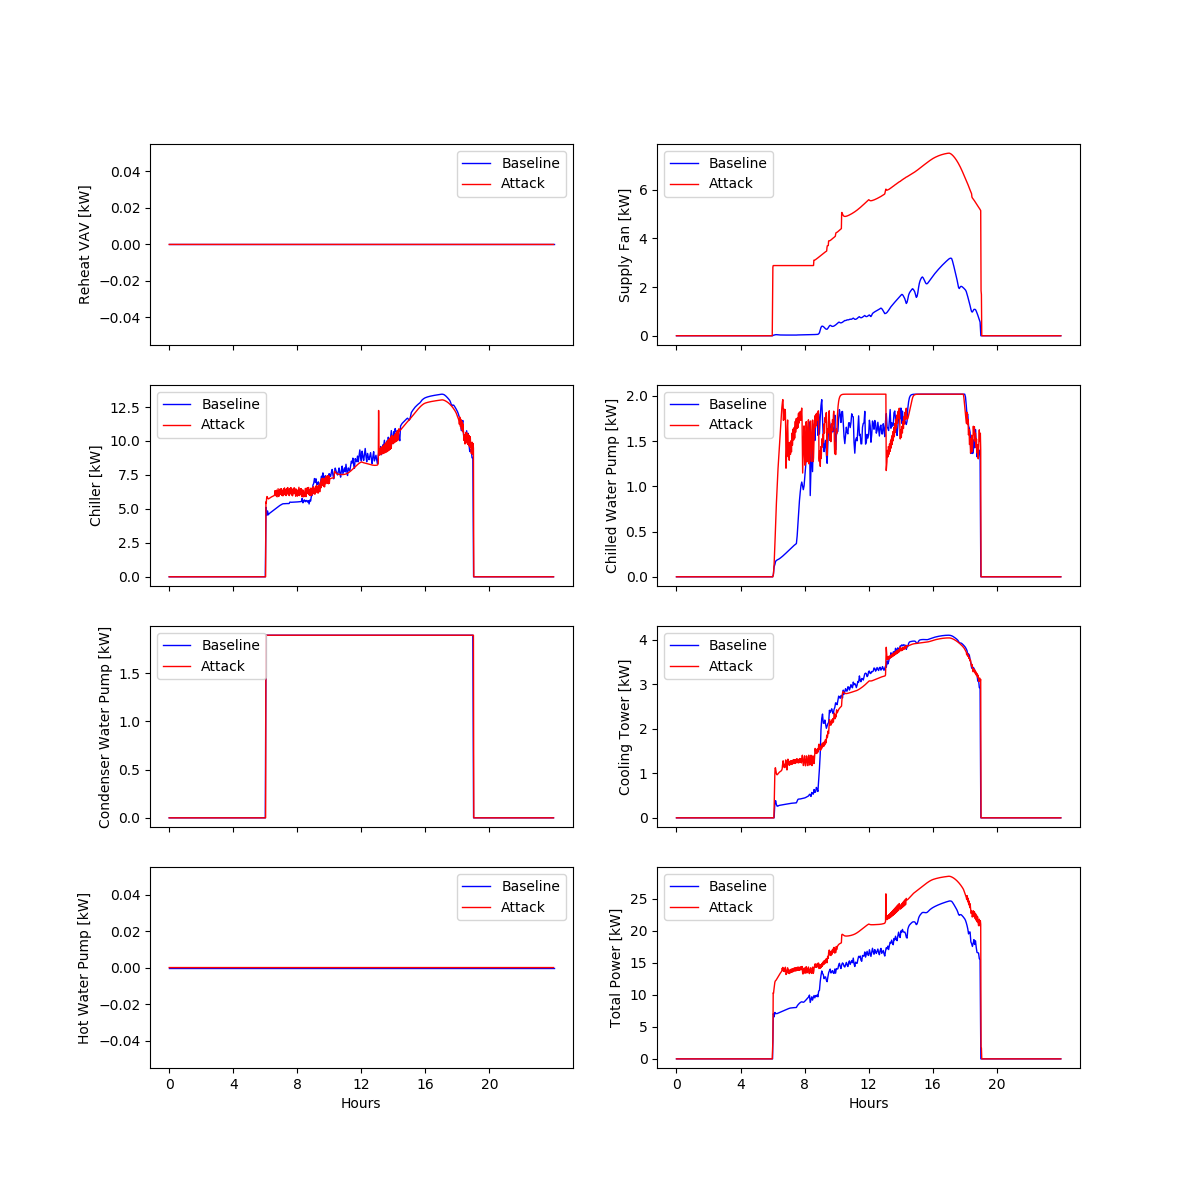 Reheat VAV [kW]
0.04
0.02
0.00
−0.02
−0.04
Baseline
Attack
Supply Fan [kW]
6
4
2
0
Baseline
Attack
Chiller [kW]
12.5
10.0
7.5
5.0
2.5
0.0
Baseline
Attack
Chilled Water Pump [kW]
2.0
1.5
1.0
0.5
0.0
Baseline
Attack
Condenser Water Pump [kW]
1.5
1.0
0.5
0.0
Baseline
Attack
Cooling Tower [kW]
4
3
2
1
0
Baseline
Attack
Hot Water Pump [kW]
0.04
0.02
0.00
−0.02
−0.04
Baseline
Attack
0 4 8 12 16 20
Hours
Total Power [kW]
25
20
15
10
5
0
Baseline
Attack
0 4 8 12 16 20
Hours